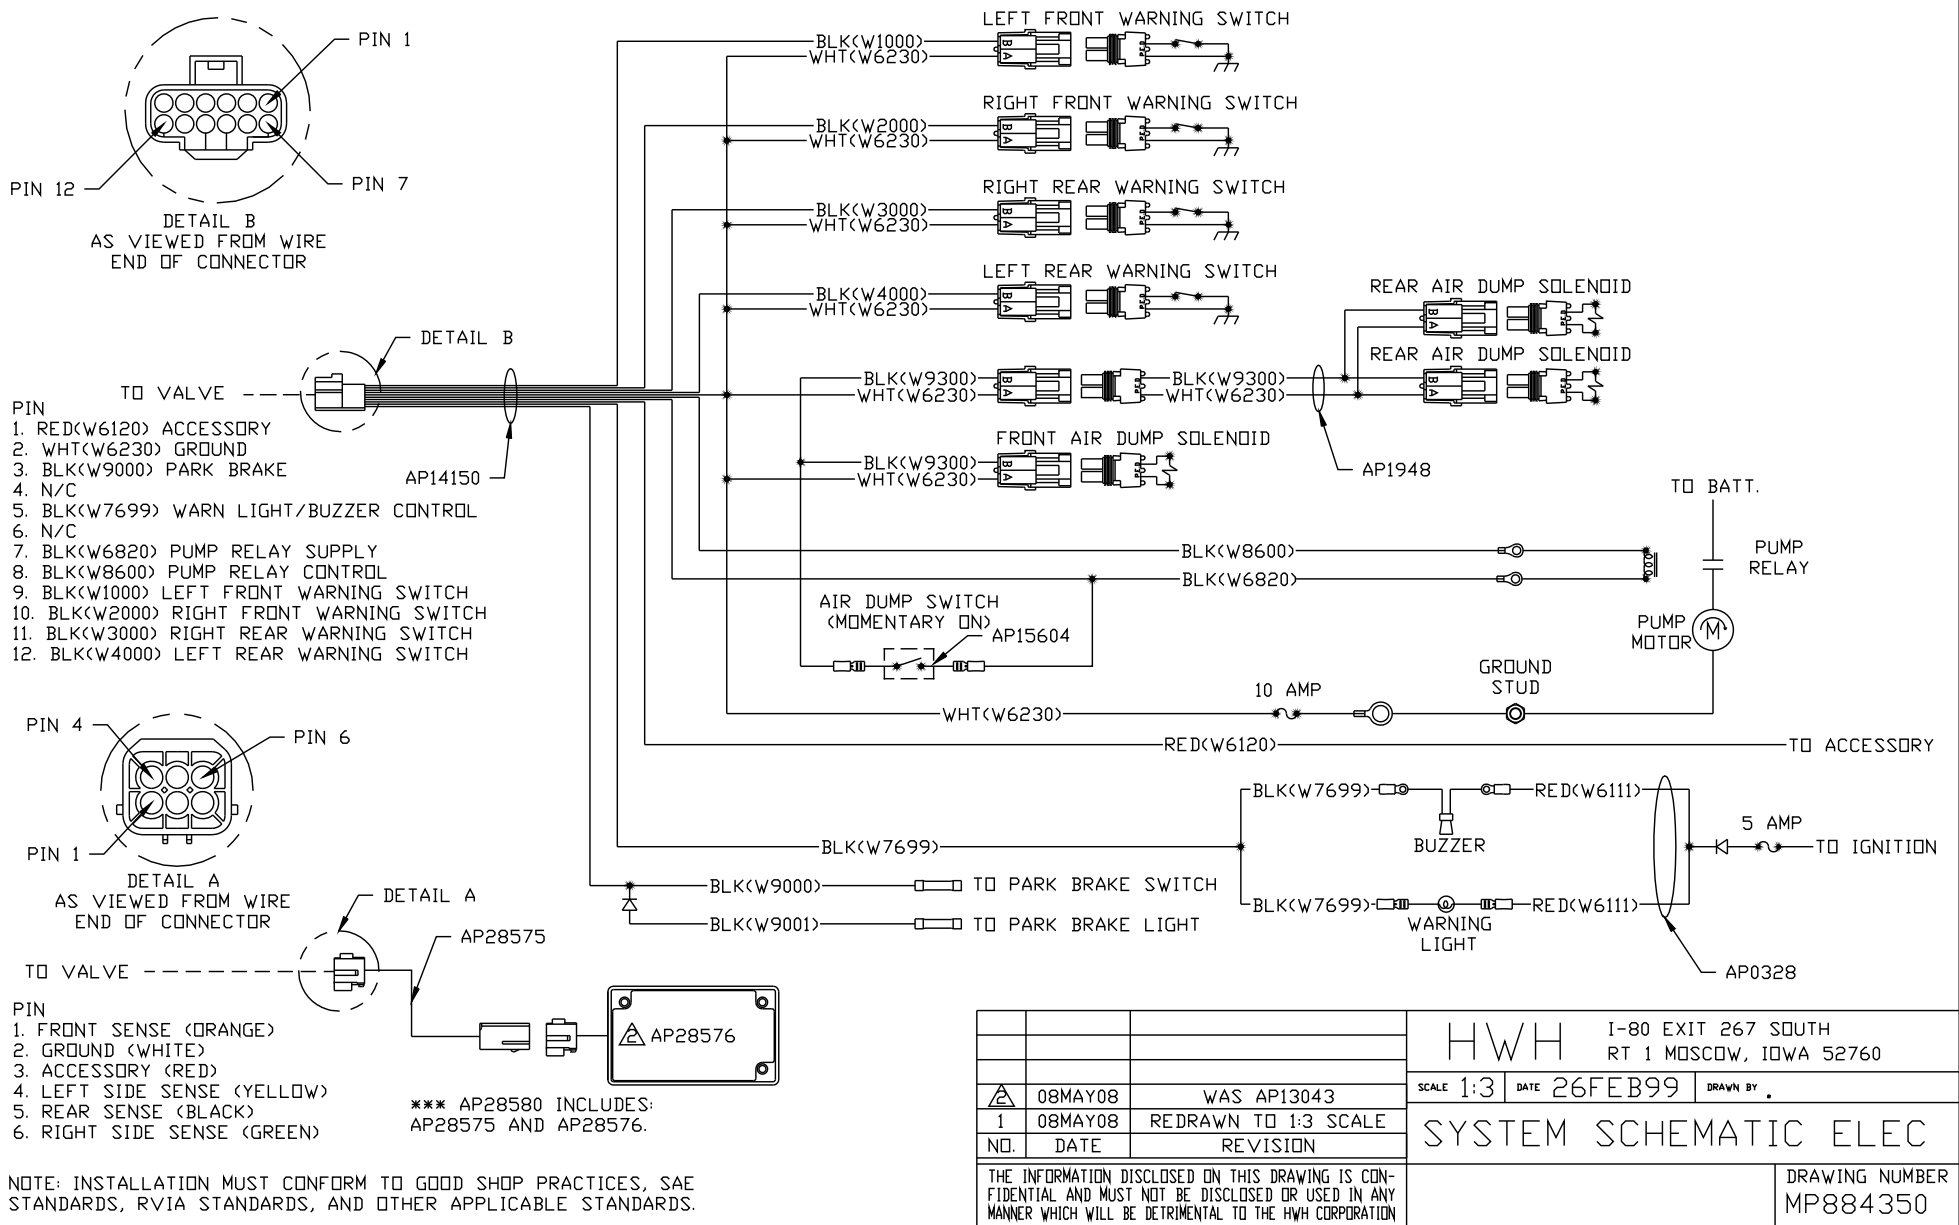 PIN 1
PIN 12
PIN 7
DETAIL B
AS VIEWED FROM WIRE
END OF CONNECTOR
DETAIL B
TO VALVE
AP14150
PIN
1. RED(W6120) ACCESSORY
2. WHT(W6230) GROUND
3. BLK(W9000) PARK BRAKE
4. N/C
5. BLK(W7699) WARN LIGHT/BUZZER CONTROL
6. N/C
7. BLK(W6820) PUMP RELAY SUPPLY
8. BLK(W8600) PUMP RELAY CONTROL
9. BLK(W1000) LEFT FRONT WARNING SWITCH
10. BLK(W2000) RIGHT FRONT WARNING SWITCH
11. BLK(W3000) RIGHT REAR WARNING SWITCH
12. BLK(W4000) LEFT REAR WARNING SWITCH
LEFT FRONT WARNING SWITCH
BLK(W1000)
WHT(W6230)
B
A
RIGHT FRONT WARNING SWITCH
BLK(W2000)
WHT(W6230)
B
A
RIGHT REAR WARNING SWITCH
BLK(W3000)
WHT(W6230)
B
A
LEFT REAR WARNING SWITCH
BLK(W4000)
WHT(W6230)
B
A
REAR AIR DUMP SOLENOID
B
A
REAR AIR DUMP SOLENOID
BLK(W9300)
WHT(W6230)
B
A
BLK(W9300)
WHT(W6230)
B
A
AP1948
FRONT AIR DUMP SOLENOID
BLK(W9300)
WHT(W6230)
B
A
TO BATT.
BLK(W8600)
BLK(W6820)
PUMP
RELAY
AIR DUMP SWITCH
(MOMENTARY ON)
AP15604
PUMP
MOTOR
M
GROUND
STUD
10 AMP
WHT(W6230)
RED(W6120)
TO ACCESSORY
BLK(W7699)
RED(W6111)
BUZZER
5 AMP
TO IGNITION
BLK(W7699)
BLK(W7699)
RED(W6111)
WARNING
LIGHT
AP0328
BLK(W9000)
TO PARK BRAKE SWITCH
BLK(W9001)
TO PARK BRAKE LIGHT
PIN 4
PIN 6
PIN 1
DETAIL A
AS VIEWED FROM WIRE
END OF CONNECTOR
DETAIL A
AP28575
TO VALVE
PIN
1. FRONT SENSE (ORANGE)
2. GROUND (WHITE)
3. ACCESSORY (RED)
4. LEFT SIDE SENSE (YELLOW)
5. REAR SENSE (BLACK)
6. RIGHT SIDE SENSE (GREEN)
2 AP28576
*** AP28580 INCLUDES:
AP28575 AND AP28576.
NOTE: INSTALLATION MUST CONFORM TO GOOD SHOP PRACTICES, SAE
STANDARDS, RVIA STANDARDS, AND OTHER APPLICABLE STANDARDS.
2 08MAY08 WAS AP13043
1 08MAY08 REDRAWN TO 1:3 SCALE
NO. DATE REVISION
THE INFORMATION DISCLOSED ON THIS DRAWING IS CON-
FIDENTIAL AND MUST NOT BE DISCLOSED OR USED IN ANY
MANNER WHICH WILL BE DETRIMENTAL TO THE HWH CORPORATION
HWH
I-80 EXIT 267 SOUTH
RT 1 MOSCOW, IOWA 52760
SCALE 1:3 DATE 26FEB99 DRAWN BY .
SYSTEM SCHEMATIC ELEC
DRAWING NUMBER
MP884350